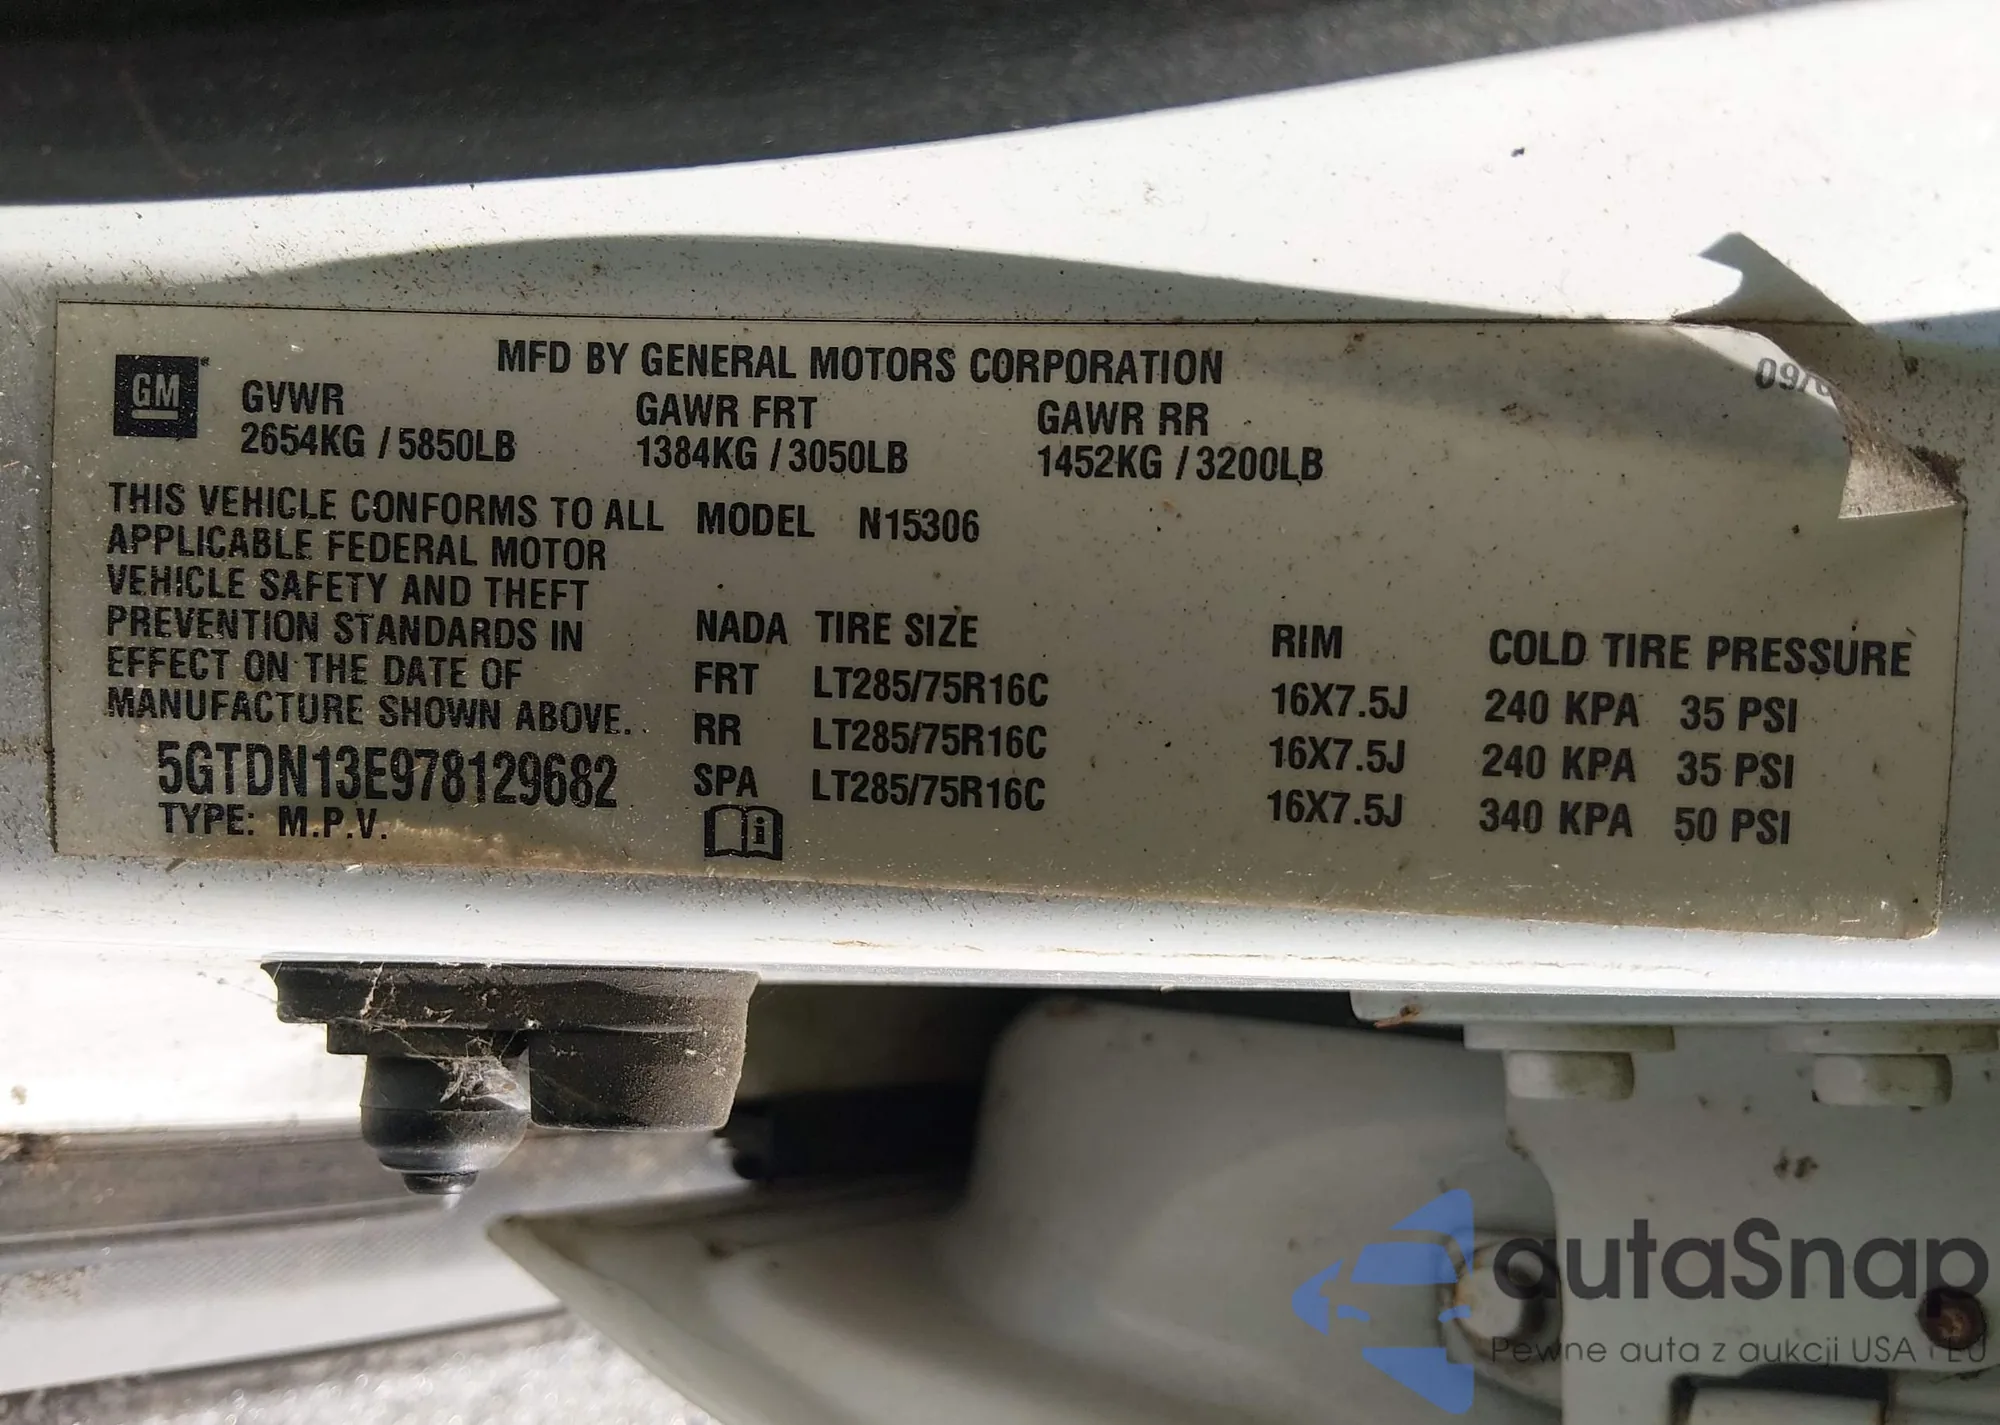 MFD BY GENERAL MOTORS CORPORATION
09/
GM
GVWR
2654KG / 5850LB
GAWR FRT
1384KG / 3050LB
GAWR RR
1452KG / 3200LB
THIS VEHICLE CONFORMS TO ALL
APPLICABLE FEDERAL MOTOR
VEHICLE SAFETY AND THEFT
PREVENTION STANDARDS IN
EFFECT ON THE DATE OF
MANUFACTURE SHOWN ABOVE.
5GTDN13E978129682
TYPE: M.P.V.
MODEL N15306
NADA TIRE SIZE RIM COLD TIRE PRESSURE
FRT LT285/75R16C 16X7.5J 240 KPA 35 PSI
RR LT285/75R16C 16X7.5J 240 KPA 35 PSI
SPA LT285/75R16C 16X7.5J 340 KPA 50 PSI
i
autaSnap
Pewne auta z aukcji USA i EU